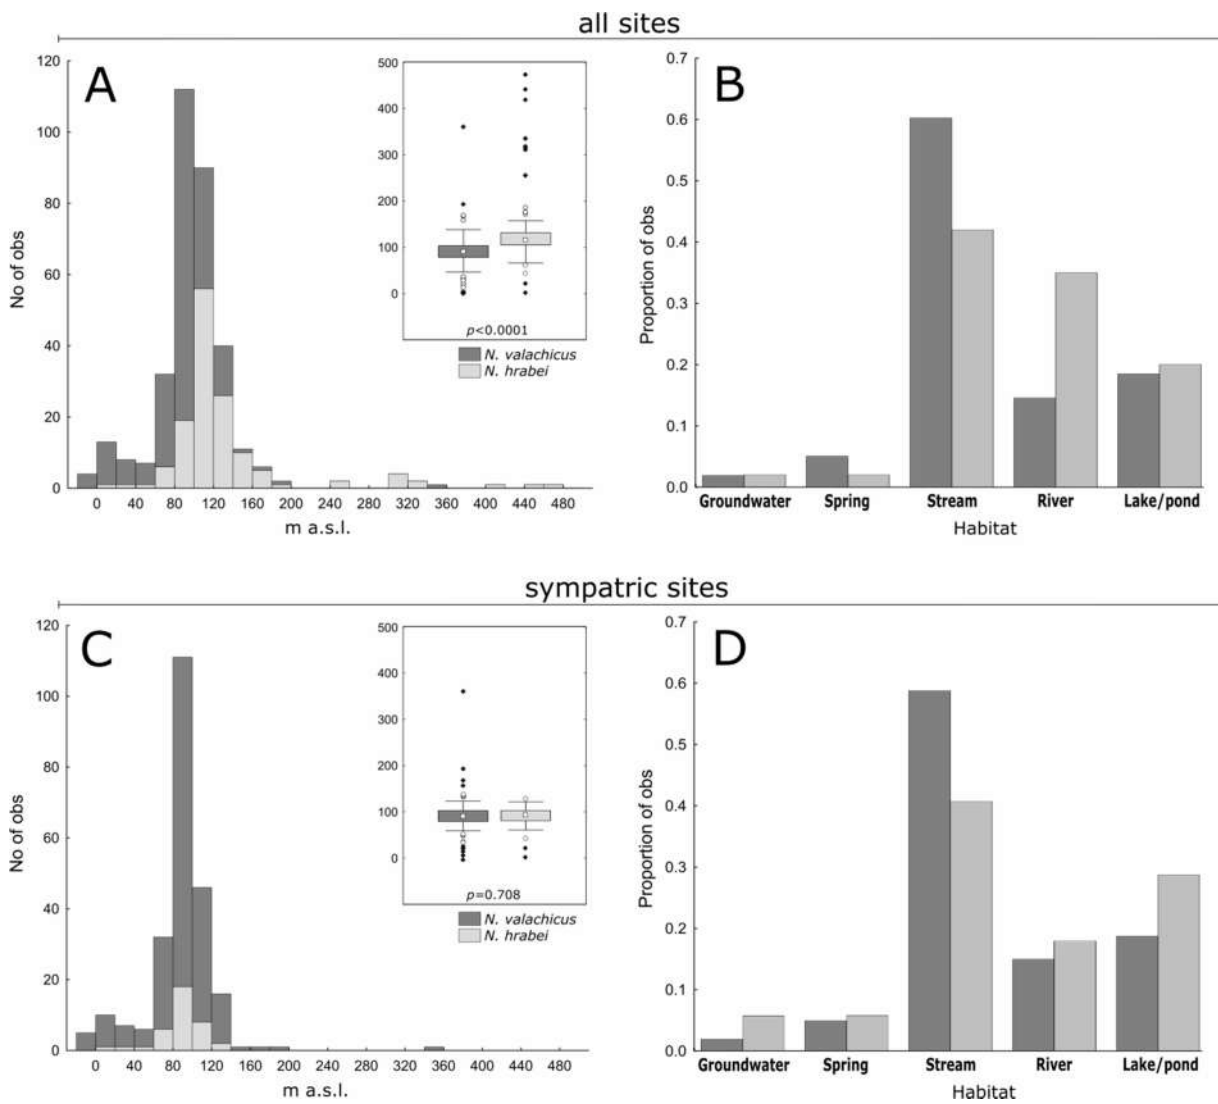 all sites
A
120
100
80
60
40
20
0
No of obs
0 40 80 120 160 200 240 280 320 360 400 440 480
m a.s.l.
500
400
300
200
100
0
p<0.0001
N. valachicus
N. hrabei
B
0.7
0.6
0.5
0.4
0.3
0.2
0.1
0.0
Proportion of obs
Groundwater Spring Stream River Lake/pond
Habitat
sympatric sites
C
120
100
80
60
40
20
0
No of obs
0 40 80 120 160 200 240 280 320 360 400 440 480
m a.s.l.
500
400
300
200
100
0
p=0.708
N. valachicus
N. hrabei
D
0.7
0.6
0.5
0.4
0.3
0.2
0.1
0.0
Proportion of obs
Groundwater Spring Stream River Lake/pond
Habitat